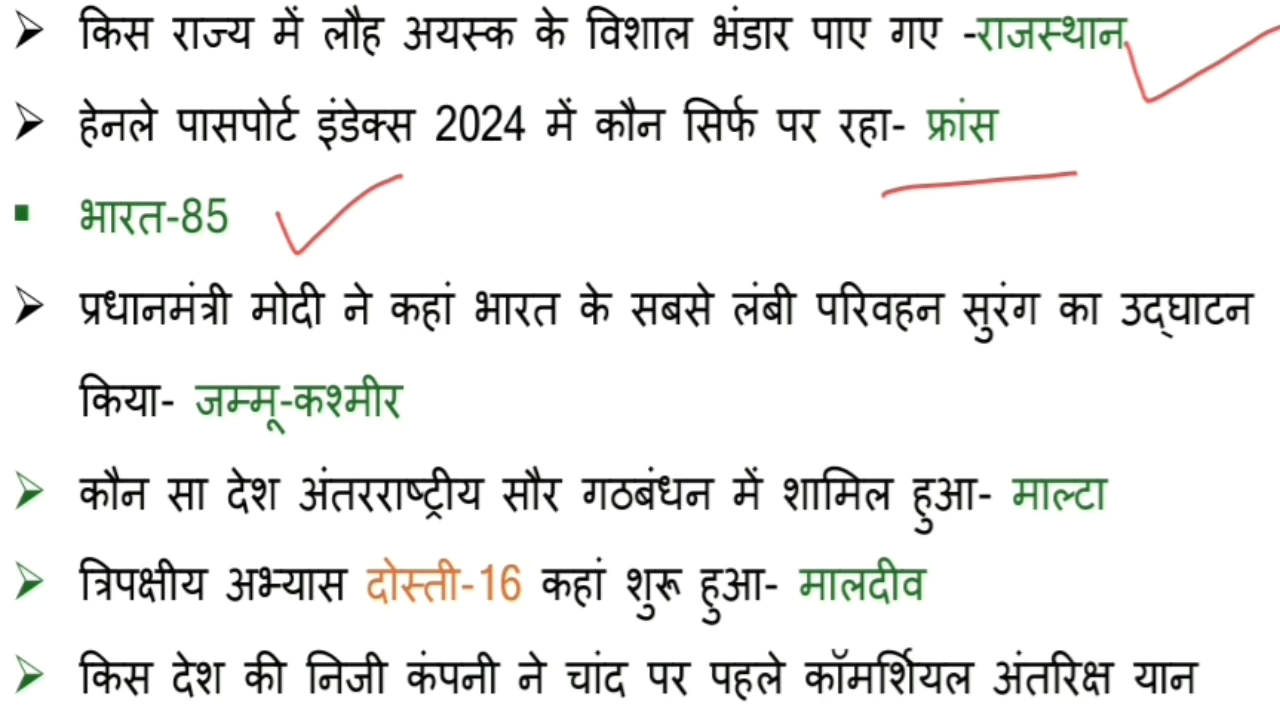 किस राज्य में लौह अयस्क के विशाल भंडार पाए गए -राजस्थान
हेनले पासपोर्ट इंडेक्स 2024 में कौन सिर्फ पर रहा- फ्रांस
भारत-85
प्रधानमंत्री मोदी ने कहां भारत के सबसे लंबी परिवहन सुरंग का उद्घाटन
किया- जम्मू-कश्मीर
कौन सा देश अंतरराष्ट्रीय सौर गठबंधन में शामिल हुआ- माल्टा
त्रिपक्षीय अभ्यास दोस्ती-16 कहां शुरू हुआ- मालदीव
किस देश की निजी कंपनी ने चांद पर पहले कॉमर्शियल अंतरिक्ष यान